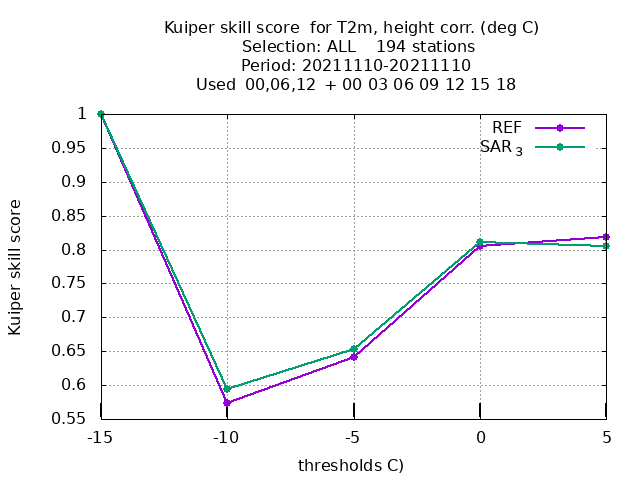 Kuiper skill score  for T2m, height corr. (deg C)
Selection: ALL    194 stations
Period: 20211110-20211110
Used  00,06,12  + 00 03 06 09 12 15 18
1
0.95
0.9
0.85
0.8
0.75
0.7
0.65
0.6
0.55
Kuiper skill score
REF
SAR 3
-15 -10 -5 0 5
thresholds C)